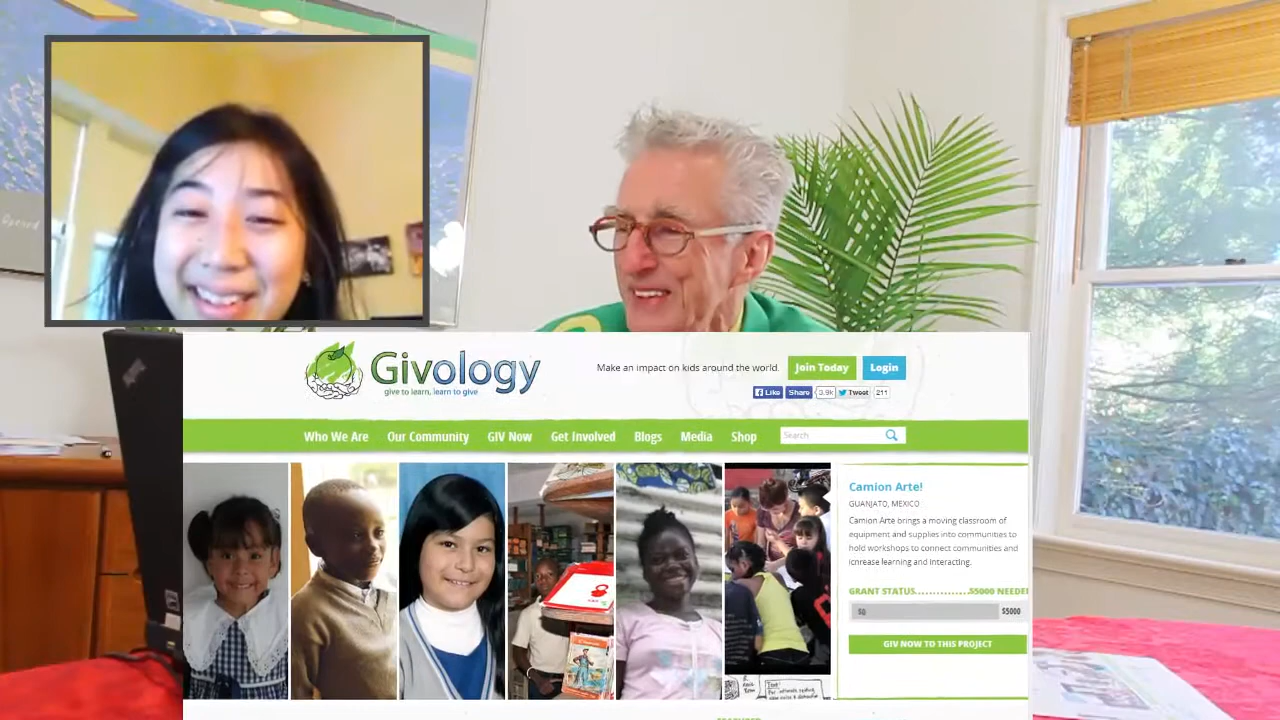 Opened
Givology
give to learn, learn to give
Make an impact on kids around the world.
Join Today
Login
Like
Share
3.9k
Tweet
211
Who We Are
Our Community
GIV Now
Get Involved
Blogs
Media
Shop
Search
Camion Arte!
GUANJATO, MEXICO
Camion Arte brings a moving classroom of
equipment and supplies into communities to
hold workshops to connect communities and
icnrease learning and interacting.
GRANT STATUS..............$5000 NEEDE
$0
$5000
GIV NOW TO THIS PROJECT